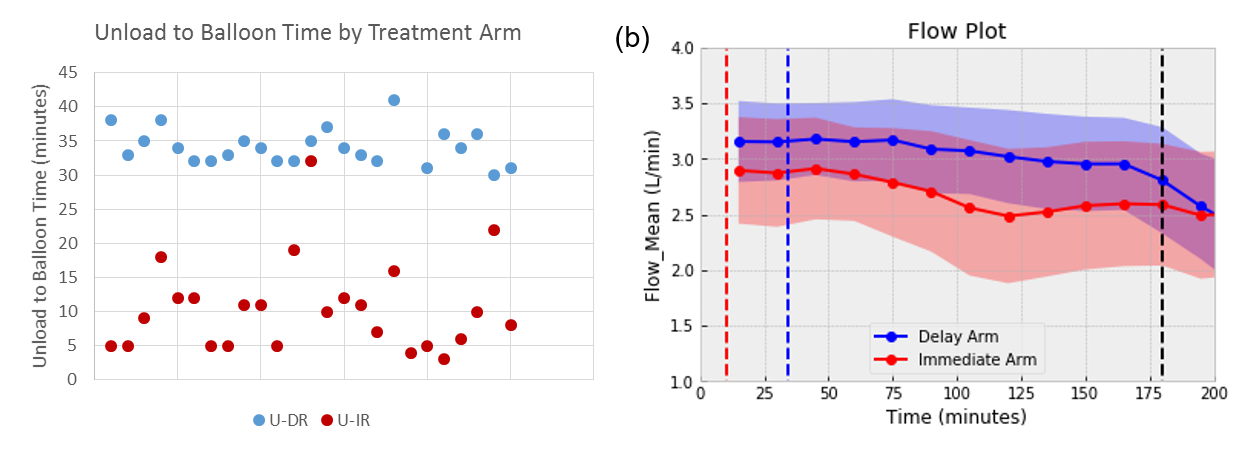 Unload to Balloon Time by Treatment Arm
Unload to Balloon Time (minutes)
45
40
35
30
25
20
15
10
5
0
U-DR U-IR
(b)
Flow Plot
Flow_Mean (L/min)
4.0
3.5
3.0
2.5
2.0
1.5
1.0
Delay Arm
Immediate Arm
0 25 50 75 100 125 150 175 200
Time (minutes)